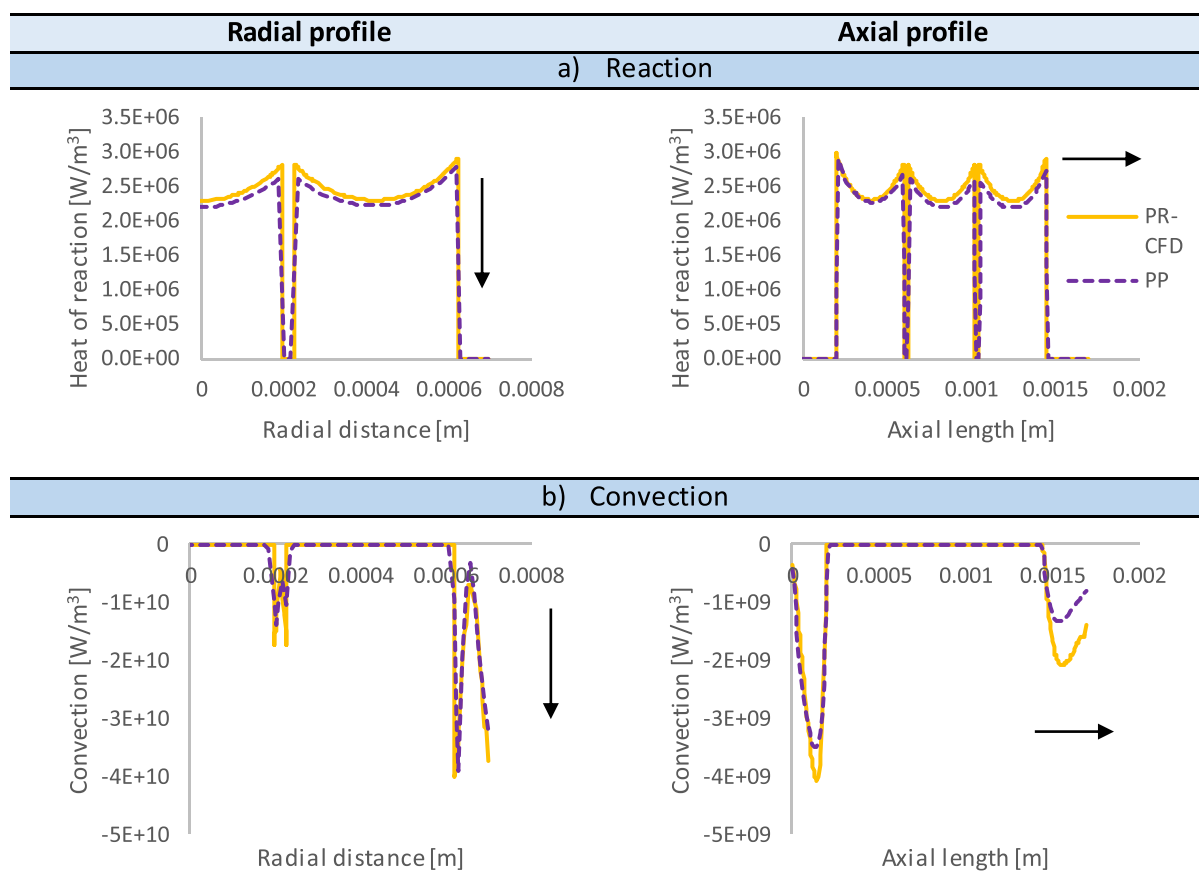 Radial profile
Axial profile
a) Reaction
Heat of reaction [W/m³]
3.5E+06
3.0E+06
2.5E+06
2.0E+06
1.5E+06
1.0E+06
5.0E+05
0.0E+00
0 0.0002 0.0004 0.0006 0.0008
Radial distance [m]
Heat of reaction [W/m³]
3.5E+06
3.0E+06
2.5E+06
2.0E+06
1.5E+06
1.0E+06
5.0E+05
0.0E+00
0 0.0005 0.001 0.0015 0.002
Axial length [m]
PR-
CFD
PP
b) Convection
Convection [W/m³]
0
-1E+10
-2E+10
-3E+10
-4E+10
-5E+10
0 0.0002 0.0004 0.0006 0.0008
Radial distance [m]
Convection [W/m³]
0
-1E+09
-2E+09
-3E+09
-4E+09
-5E+09
0 0.0005 0.001 0.0015 0.002
Axial length [m]